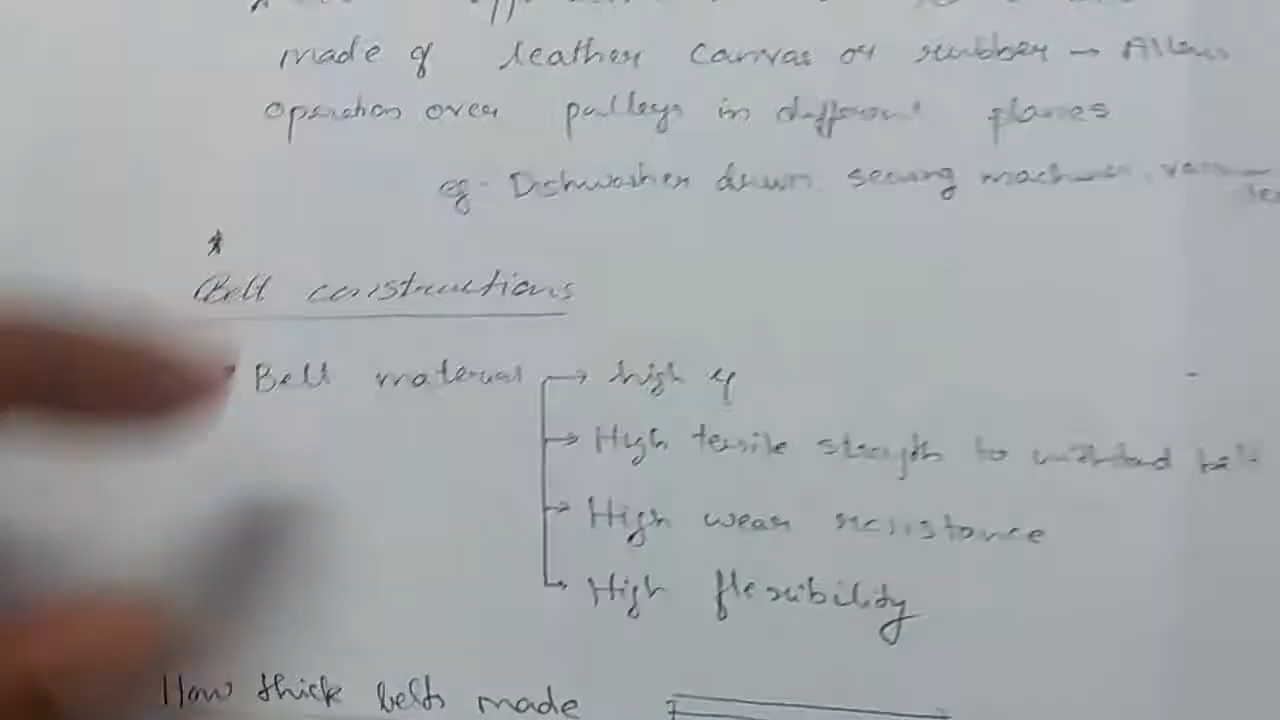 made of leather canvas or rubber → Allows
operation over pulleys in different planes
eg. Dishwasher drum, sewing machine,
*
Belt constructions
Belt material → high μ
→ High tensile strength to withstand
→ High wear resistance
→ High flexibility
How thick belts made